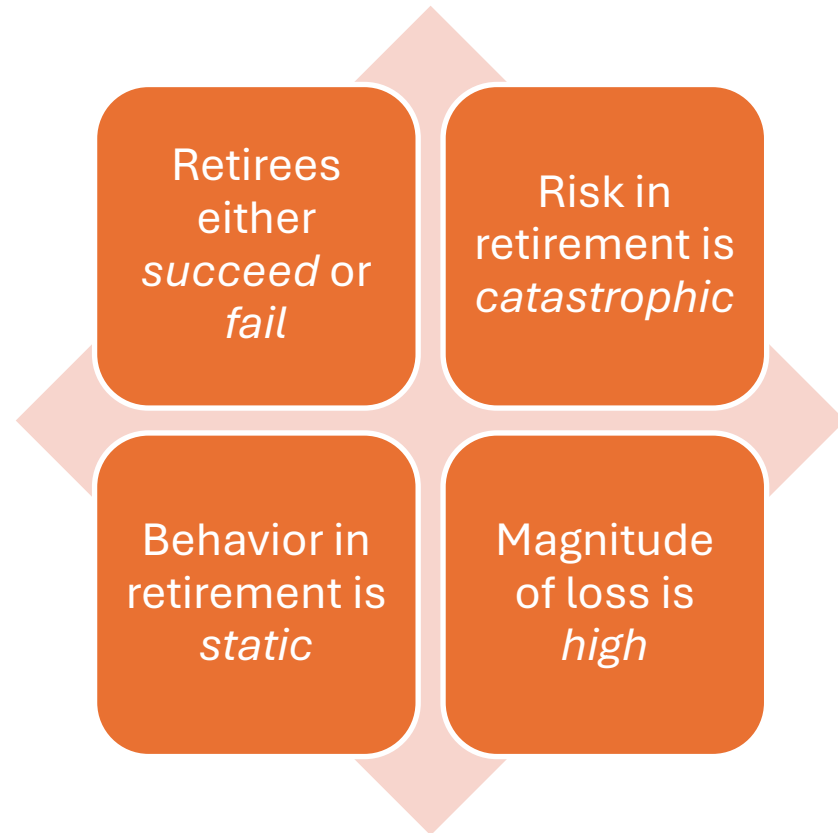 Retirees
either
succeed or
fail
Risk in
retirement is
catastrophic
Behavior in
retirement is
static
Magnitude
of loss is
high